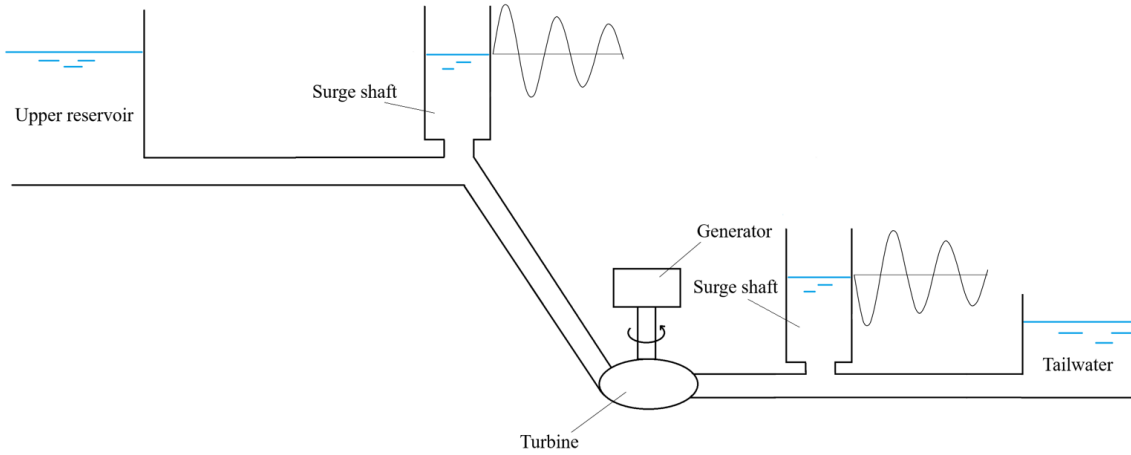 Surge shaft
Upper reservoir
Generator
Surge shaft
Tailwater
Turbine